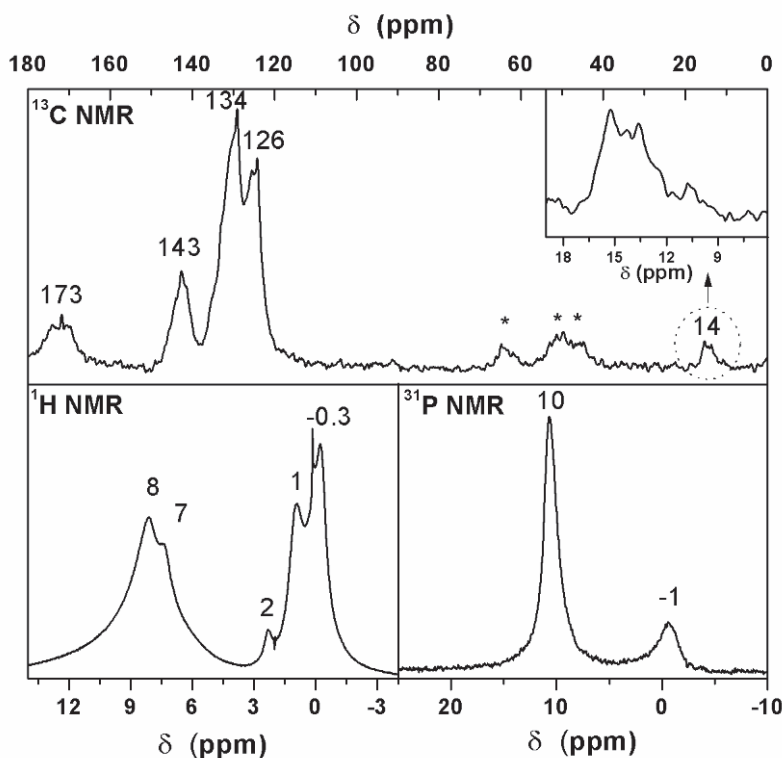 δ (ppm)
180 160 140 120 100 80 60 40 20 0
¹³C NMR
134
126
143
173
* * *
14
18 15 12 9
δ (ppm)
¹H NMR
-0.3
1
8
7
2
12 9 6 3 0 -3
δ (ppm)
³¹P NMR
10
-1
20 10 0 -10
δ (ppm)